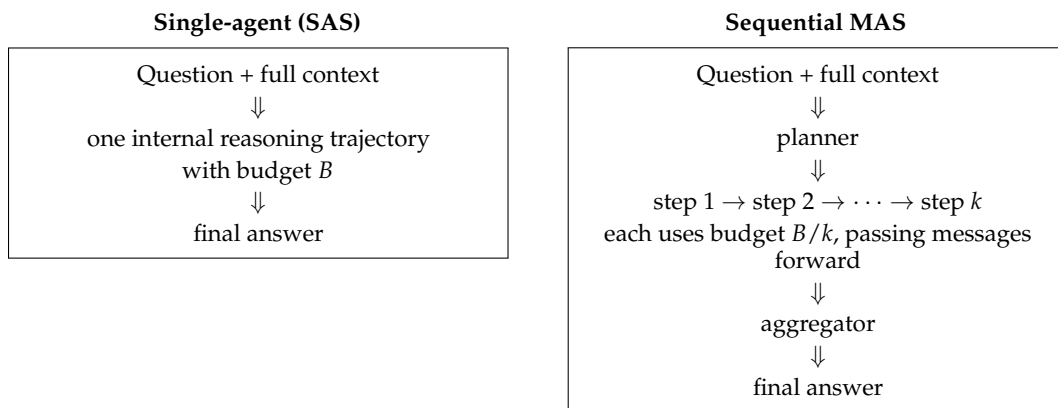 Single-agent (SAS)
Question + full context
⇓
one internal reasoning trajectory
with budget B
⇓
final answer
Sequential MAS
Question + full context
⇓
planner
⇓
step 1 → step 2 → ⋯ → step k
each uses budget B/k, passing messages
forward
⇓
aggregator
⇓
final answer